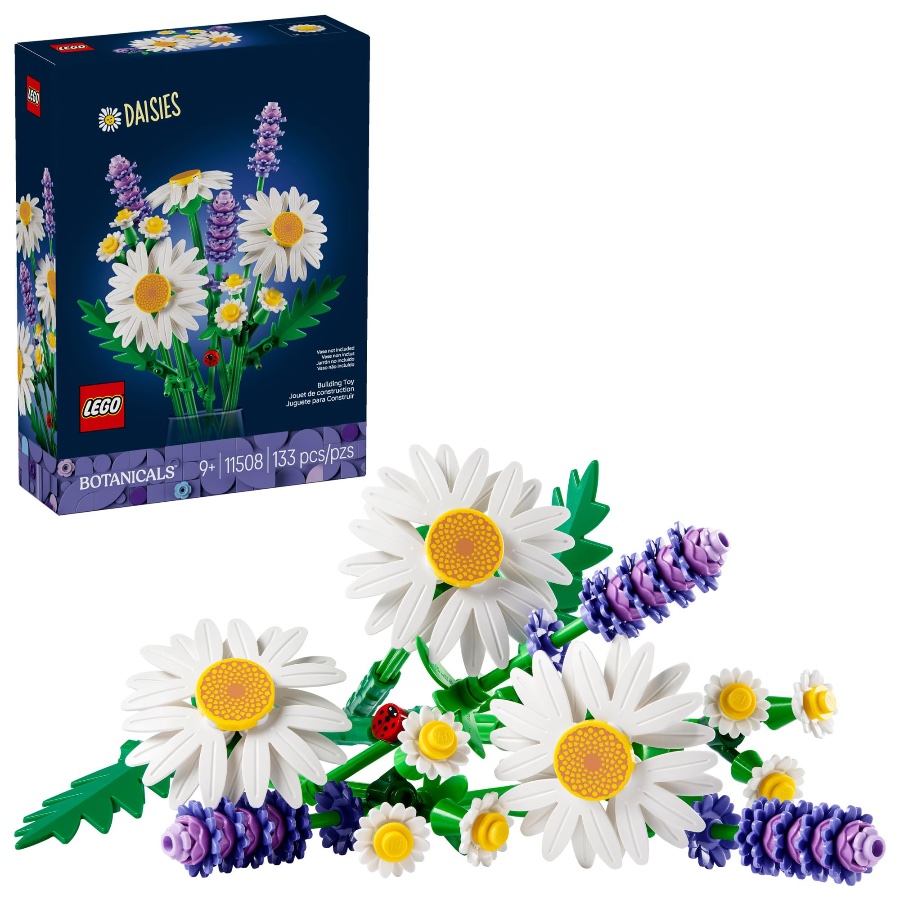 LEGO
LEGO
DAISIES
Vase not included
Vase non inclus
Jarrón no incluido
Vaso não incluído
Building Toy
Jouet de construction
Juguete para Construir
LEGO
BOTANICALS
9+ | 11508 | 133 pcs/pzs